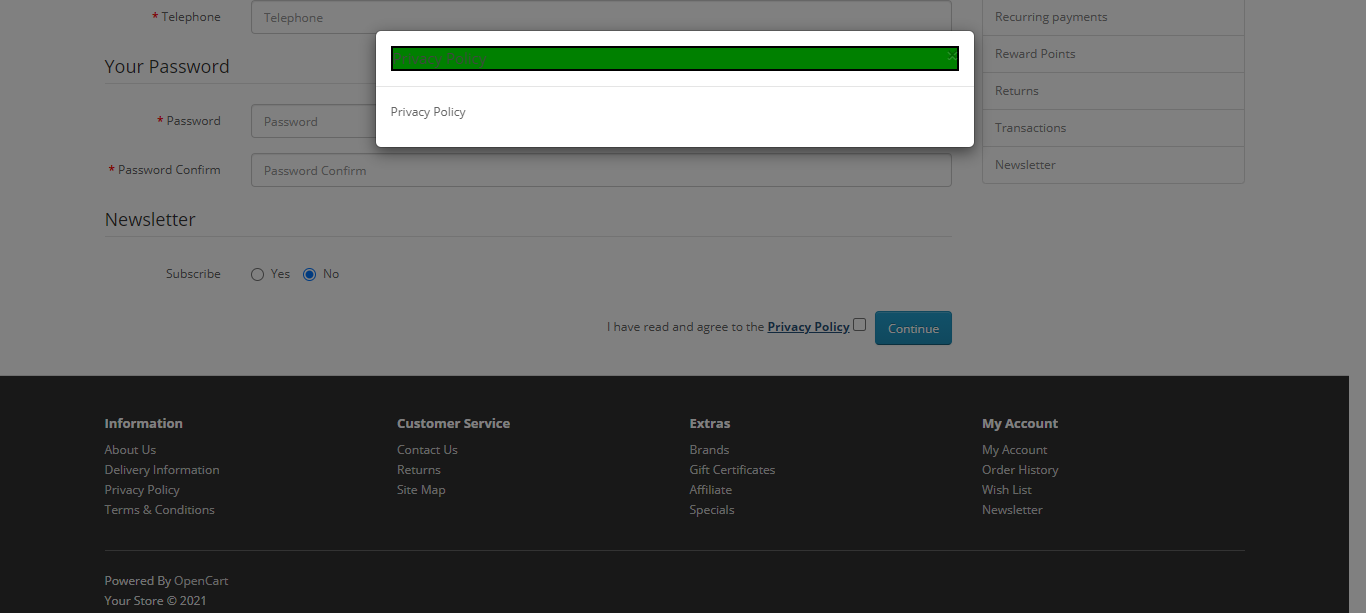 * Telephone
Telephone
Recurring payments
Privacy Policy ×
Reward Points
Your Password
Returns
Privacy Policy
* Password
Password
Transactions
Newsletter
* Password Confirm
Password Confirm
Newsletter
Subscribe
Yes
No
I have read and agree to the Privacy Policy
Continue
Information
About Us
Delivery Information
Privacy Policy
Terms & Conditions
Customer Service
Contact Us
Returns
Site Map
Extras
Brands
Gift Certificates
Affiliate
Specials
My Account
My Account
Order History
Wish List
Newsletter
Powered By OpenCart
Your Store © 2021